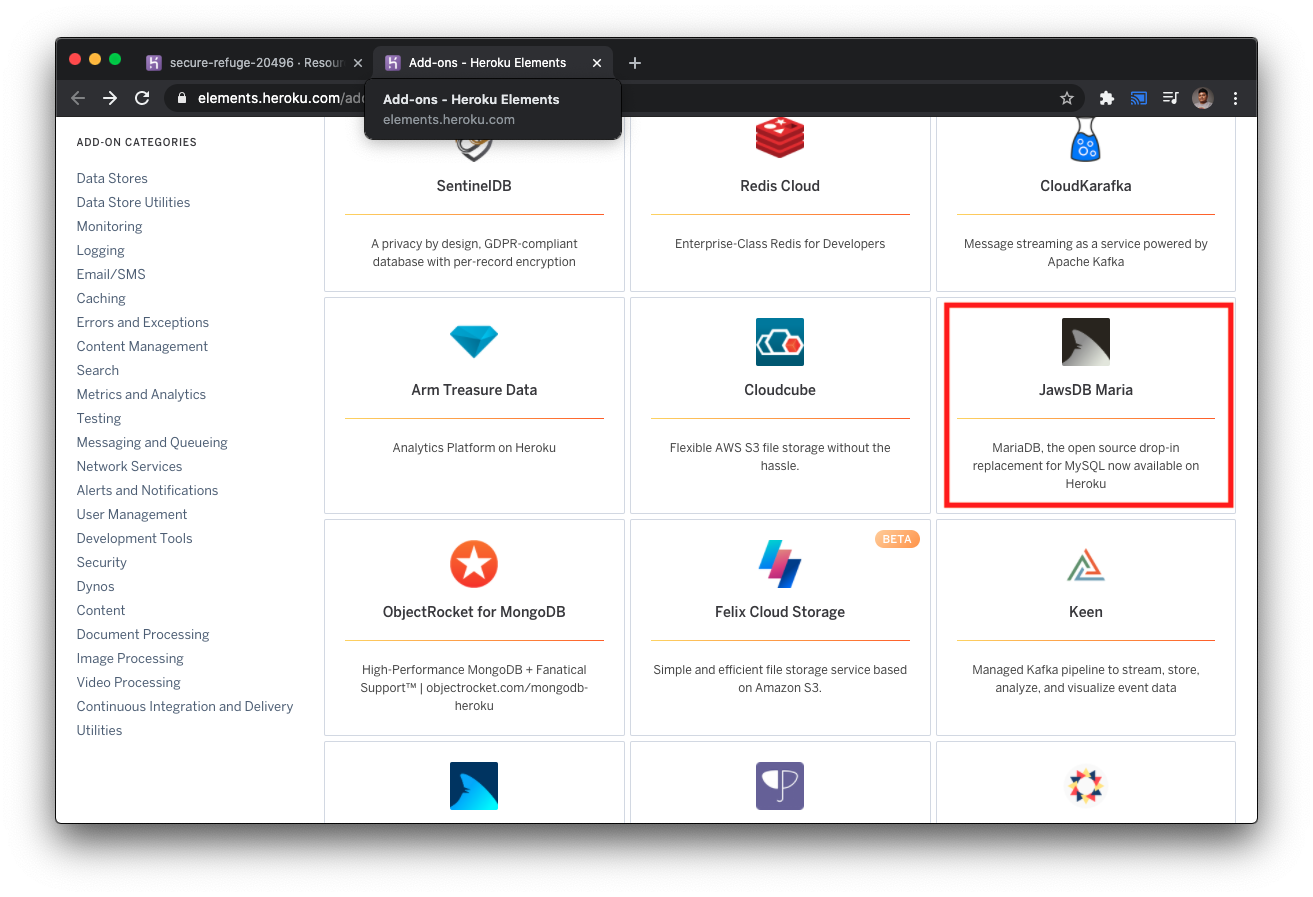 secure-refuge-20496 · Resour
Add-ons - Heroku Elements
elements.heroku.com/add
Add-ons - Heroku Elements
elements.heroku.com
ADD-ON CATEGORIES
Data Stores
Data Store Utilities
Monitoring
Logging
Email/SMS
Caching
Errors and Exceptions
Content Management
Search
Metrics and Analytics
Testing
Messaging and Queueing
Network Services
Alerts and Notifications
User Management
Development Tools
Security
Dynos
Content
Document Processing
Image Processing
Video Processing
Continuous Integration and Delivery
Utilities
SentinelDB
A privacy by design, GDPR-compliant
database with per-record encryption
Redis Cloud
Enterprise-Class Redis for Developers
CloudKarafka
Message streaming as a service powered by
Apache Kafka
Arm Treasure Data
Analytics Platform on Heroku
Cloudcube
Flexible AWS S3 file storage without the
hassle.
JawsDB Maria
MariaDB, the open source drop-in
replacement for MySQL now available on
Heroku
ObjectRocket for MongoDB
High-Performance MongoDB + Fanatical
Support™ | objectrocket.com/mongodb-
heroku
BETA
Felix Cloud Storage
Simple and efficient file storage service based
on Amazon S3.
Keen
Managed Kafka pipeline to stream, store,
analyze, and visualize event data